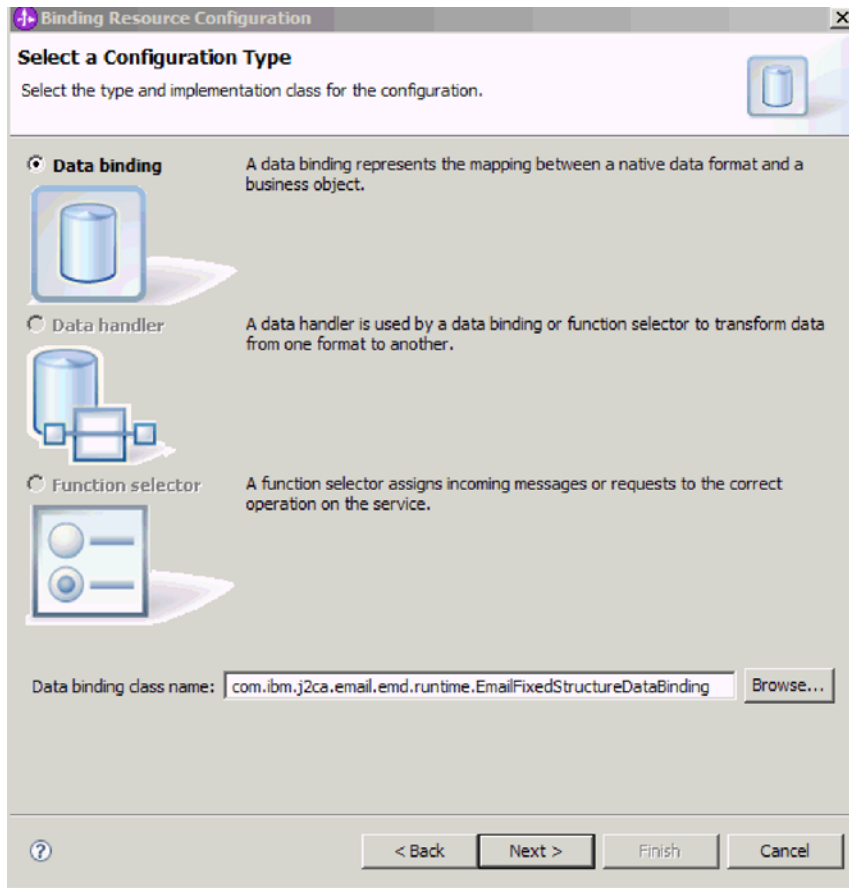 Binding Resource Configuration
Select a Configuration Type
Select the type and implementation class for the configuration.
Data binding
A data binding represents the mapping between a native data format and a
business object.
Data handler
A data handler is used by a data binding or function selector to transform data
from one format to another.
Function selector
A function selector assigns incoming messages or requests to the correct
operation on the service.
Data binding class name: com.ibm.j2ca.email.emd.runtime.EmailFixedStructureDataBinding Browse...
? < Back Next > Finish Cancel